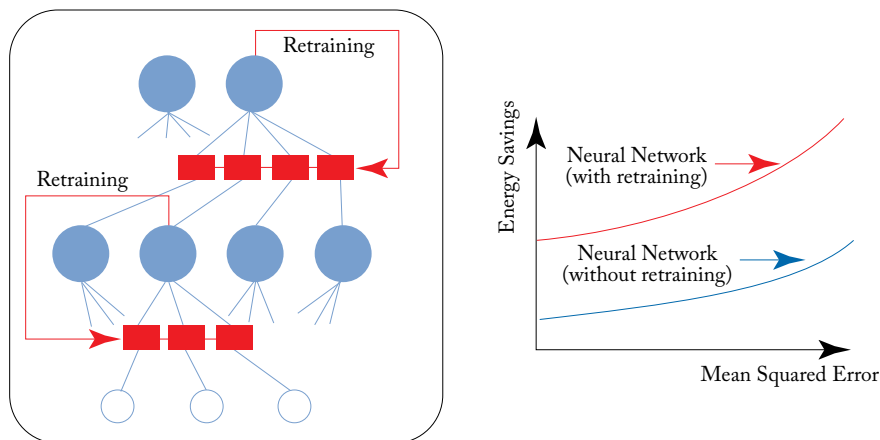 Retraining
Retraining
Energy Savings
Neural Network
(with retraining)
Neural Network
(without retraining)
Mean Squared Error